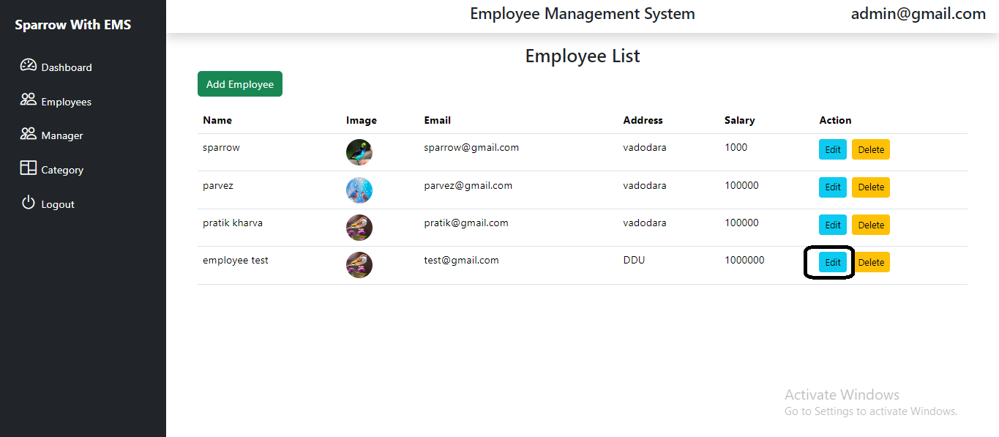 Sparrow With EMS
Employee Management System
admin@gmail.com
Dashboard
Employees
Manager
Category
Logout
Employee List
Add Employee
Name Image Email Address Salary Action
sparrow sparrow@gmail.com vadodara 1000 Edit Delete
parvez parvez@gmail.com vadodara 100000 Edit Delete
pratik kharva pratik@gmail.com vadodara 100000 Edit Delete
employee test test@gmail.com DDU 1000000 Edit Delete
Activate Windows
Go to Settings to activate Windows.